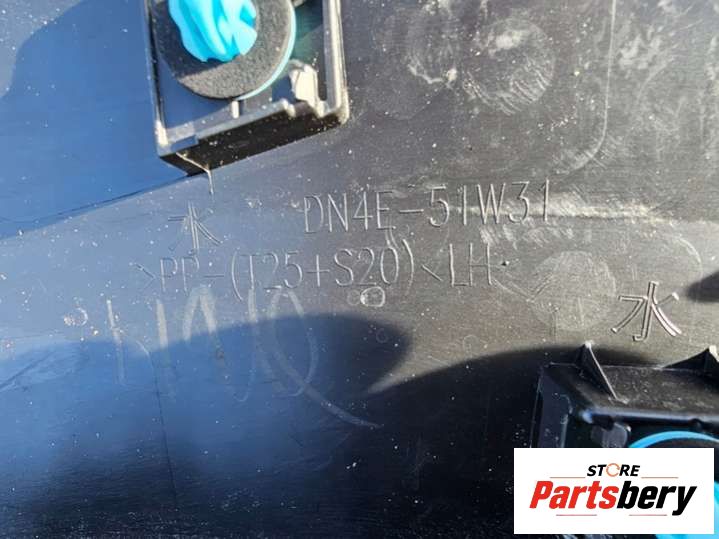 水 DN4E-51W31
>PP-(T25+S20)<LH
水
STORE
Partsbery